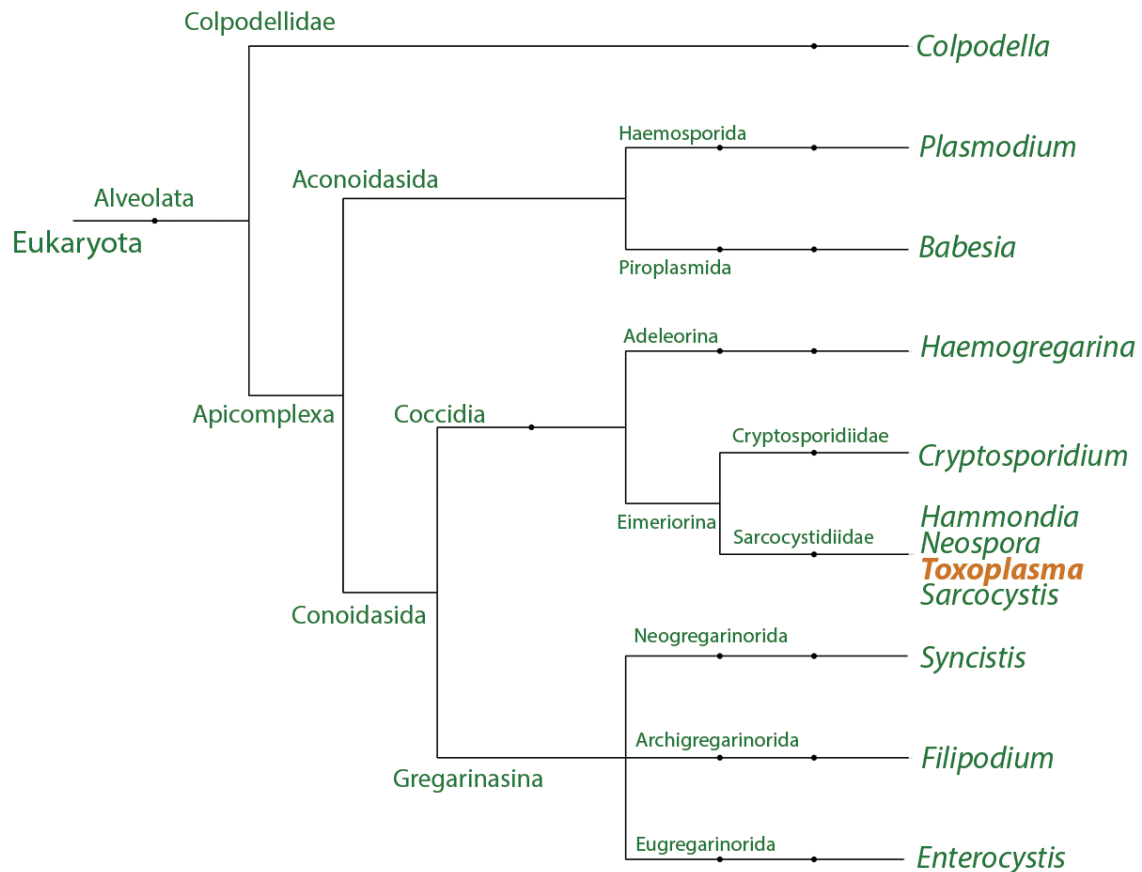 Colpodellidae
Colpodella
Haemosporida
Plasmodium
Aconoidasida
Alveolata
Eukaryota
Babesia
Piroplasmida
Adeleorina
Haemogregarina
Apicomplexa
Coccidia
Cryptosporidiidae
Cryptosporidium
Eimeriorina
Hammondia
Sarcocystidiidae
Neospora
Toxoplasma
Sarcocystis
Conoidasida
Neogregarinorida
Syncistis
Archigregarinorida
Filipodium
Gregarinasina
Eugregarinorida
Enterocystis